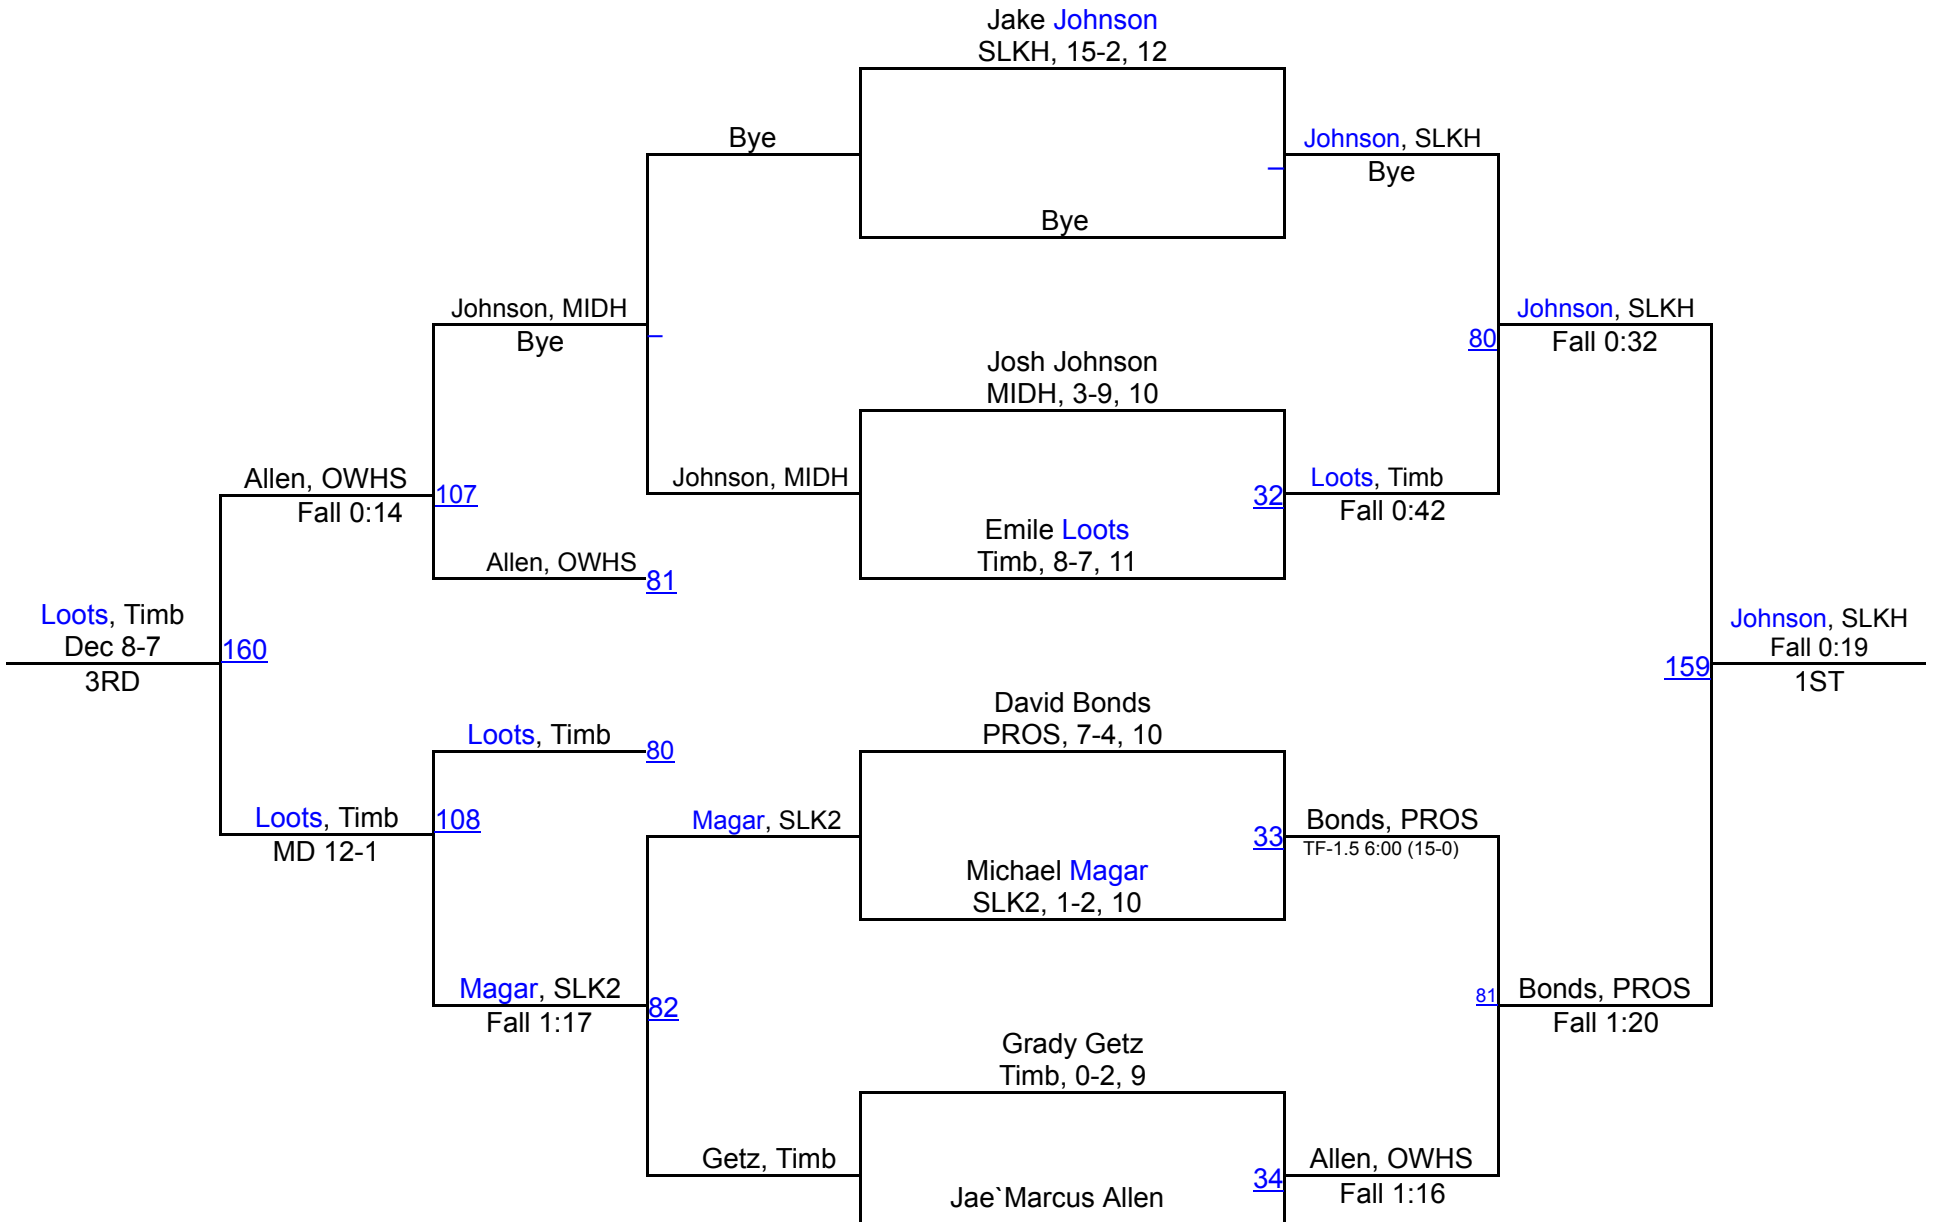 Jake Johnson
SLKH, 15-2, 12
Bye
Johnson, SLKH
Bye
Bye
Johnson, MIDH
Bye
Johnson, SLKH
80
Fall 0:32
Josh Johnson
MIDH, 3-9, 10
Allen, OWHS
107
Fall 0:14
Johnson, MIDH
32
Loots, Timb
Fall 0:42
Emile Loots
Timb, 8-7, 11
Allen, OWHS
81
Loots, Timb
Dec 8-7
160
3RD
Johnson, SLKH
Fall 0:19
159
1ST
David Bonds
PROS, 7-4, 10
Loots, Timb
80
Loots, Timb
108
MD 12-1
Magar, SLK2
33
Bonds, PROS
TF-1.5 6:00 (15-0)
Michael Magar
SLK2, 1-2, 10
Magar, SLK2
82
Fall 1:17
81
Bonds, PROS
Fall 1:20
Grady Getz
Timb, 0-2, 9
Getz, Timb
34
Allen, OWHS
Fall 1:16
Jae`Marcus Allen